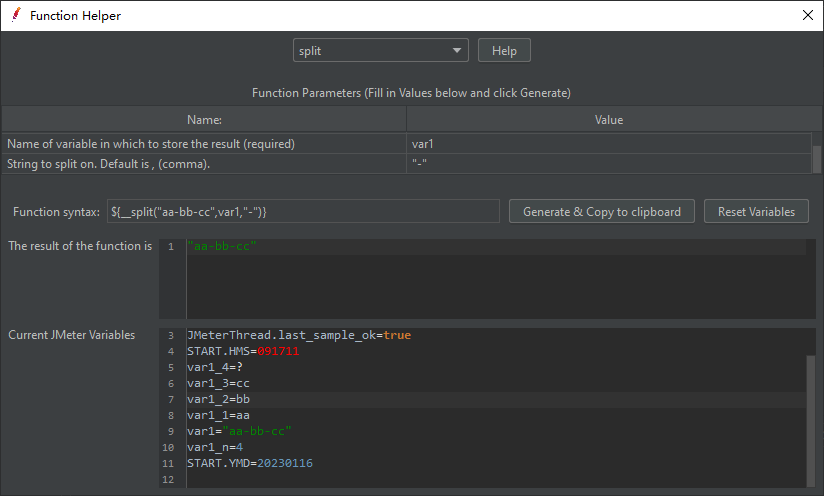 Function Helper
split
Help
Function Parameters (Fill in Values below and click Generate)
Name: Value
Name of variable in which to store the result (required) var1
String to split on. Default is , (comma). "-"
Function syntax: ${__split("aa-bb-cc",var1,"-")} Generate & Copy to clipboard Reset Variables
The result of the function is 1 "aa-bb-cc"
Current JMeter Variables 3 JMeterThread.last_sample_ok=true
4 START.HMS=091711
5 var1_4=?
6 var1_3=cc
7 var1_2=bb
8 var1_1=aa
9 var1="aa-bb-cc"
10 var1_n=4
11 START.YMD=20230116
12